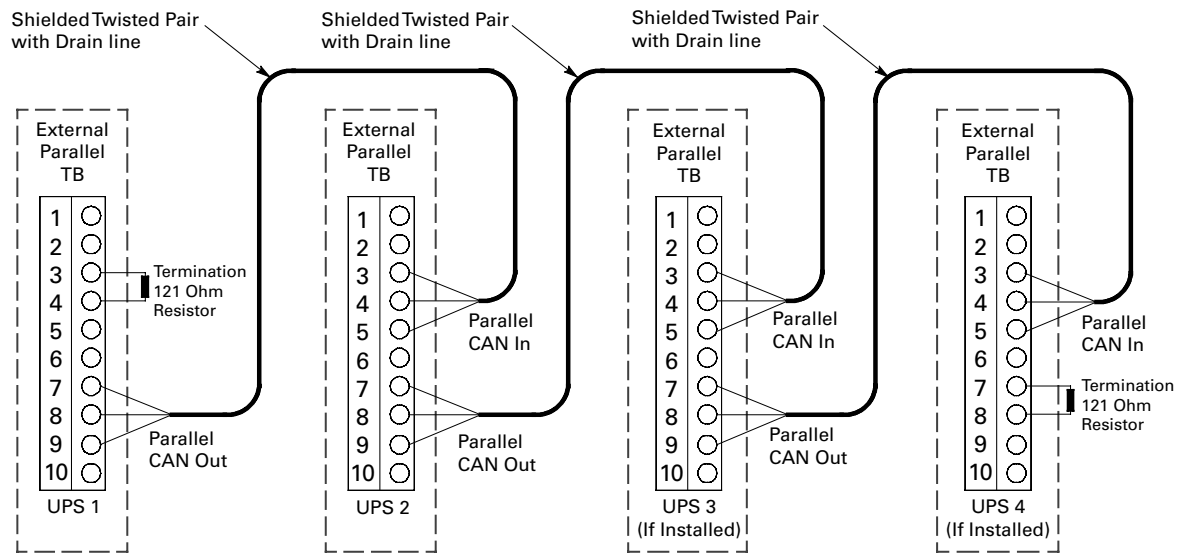 Shielded Twisted Pair
with Drain line
Shielded Twisted Pair
with Drain line
Shielded Twisted Pair
with Drain line
External
Parallel
TB
1
2
3
4
5
6
7
8
9
10
Termination
121 Ohm
Resistor
Parallel
CAN Out
UPS 1
External
Parallel
TB
1
2
3
4
5
6
7
8
9
10
Parallel
CAN In
Parallel
CAN Out
UPS 2
External
Parallel
TB
1
2
3
4
5
6
7
8
9
10
Parallel
CAN In
Parallel
CAN Out
UPS 3
(If Installed)
External
Parallel
TB
1
2
3
4
5
6
7
8
9
10
Parallel
CAN In
Termination
121 Ohm
Resistor
UPS 4
(If Installed)